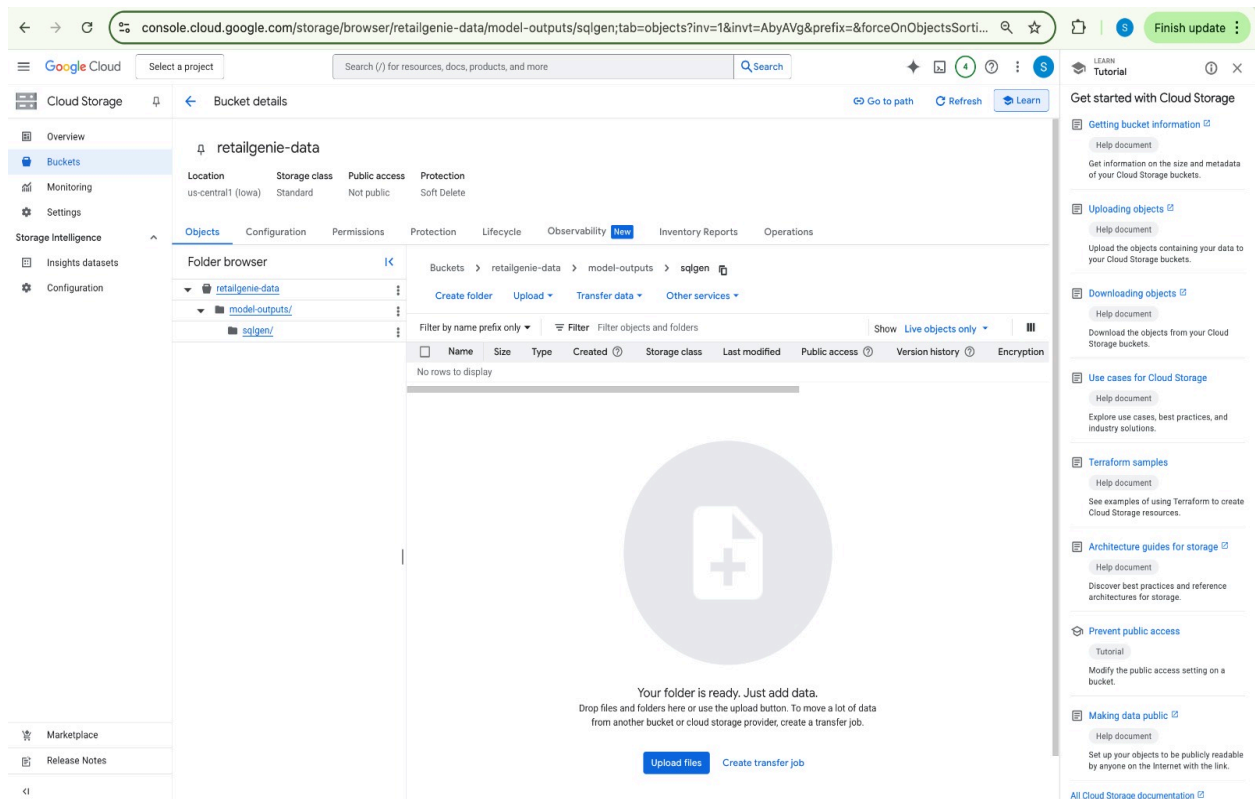 console.cloud.google.com/storage/browser/retailgenie-data/model-outputs/sqlgen;tab=objects?inv=1&invt=AbyAVg&prefix=&forceOnObjectsSorti...
S
Finish update
Google Cloud
Select a project
Search (/) for resources, docs, products, and more
Search
4
S
LEARN
Tutorial
Cloud Storage
Bucket details
Go to path
Refresh
Learn
Get started with Cloud Storage
Overview
Buckets
Monitoring
Settings
Storage Intelligence
Insights datasets
Configuration
Marketplace
Release Notes
retailgenie-data
Location Storage class Public access Protection
us-central1 (Iowa) Standard Not public Soft Delete
Objects Configuration Permissions Protection Lifecycle Observability New Inventory Reports Operations
Folder browser
retailgenie-data
model-outputs/
sqlgen/
Buckets > retailgenie-data > model-outputs > sqlgen
Create folder Upload Transfer data Other services
Filter by name prefix only Filter Filter objects and folders Show Live objects only
Name Size Type Created Storage class Last modified Public access Version history Encryption
No rows to display
Your folder is ready. Just add data.
Drop files and folders here or use the upload button. To move a lot of data
from another bucket or cloud storage provider, create a transfer job.
Upload files Create transfer job
Getting bucket information
Help document
Get information on the size and metadata
of your Cloud Storage buckets.
Uploading objects
Help document
Upload the objects containing your data to
your Cloud Storage buckets.
Downloading objects
Help document
Download the objects from your Cloud
Storage buckets.
Use cases for Cloud Storage
Help document
Explore use cases, best practices, and
industry solutions.
Terraform samples
Help document
See examples of using Terraform to create
Cloud Storage resources.
Architecture guides for storage
Help document
Discover best practices and reference
architectures for storage.
Prevent public access
Tutorial
Modify the public access setting on a
bucket.
Making data public
Help document
Set up your objects to be publicly readable
by anyone on the Internet with the link.
All Cloud Storage documentation